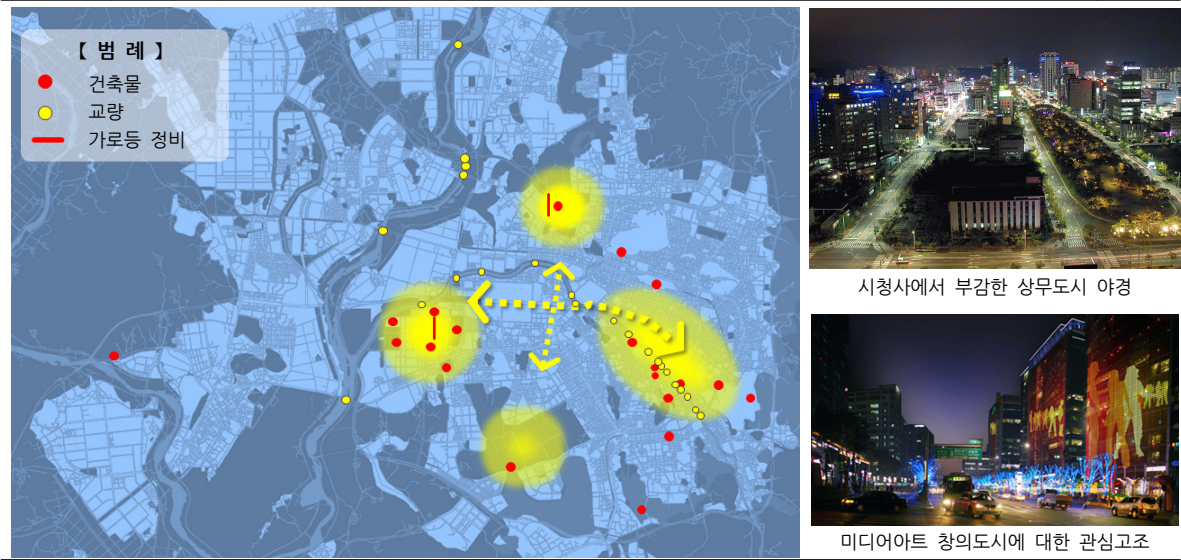 【 범 례 】
건축물
교량
가로등 정비
시청사에서 부감한 상무도시 야경
미디어아트 창의도시에 대한 관심고조